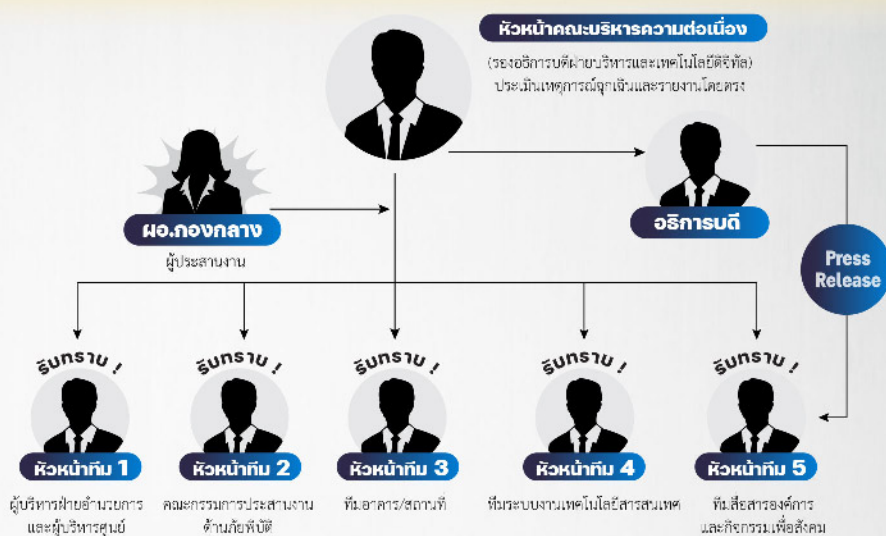 หัวหน้าคณะบริหารความต่อเนื่อง
(รองอธิการบดีฝ่ายบริหารและเทคโนโลยีดิจิทัล)
ประเมินเหตุการณ์ฉุกเฉินและรายงานโดยตรง
ผอ.กองกลาง
ผู้ประสานงาน
อธิการบดี
Press
Release
รับทราบ !
รับทราบ !
รับทราบ !
รับทราบ !
รับทราบ !
หัวหน้าทีม 1
หัวหน้าทีม 2
หัวหน้าทีม 3
หัวหน้าทีม 4
หัวหน้าทีม 5
ผู้บริหารฝ่ายอำนวยการ
และผู้บริหารศูนย์
คณะกรรมการประสานงาน
ด้านภัยพิบัติ
ทีมอาคาร/สถานที่
ทีมระบบงานเทคโนโลยีสารสนเทศ
ทีมสื่อสารองค์การ
และกิจกรรมเพื่อสังคม